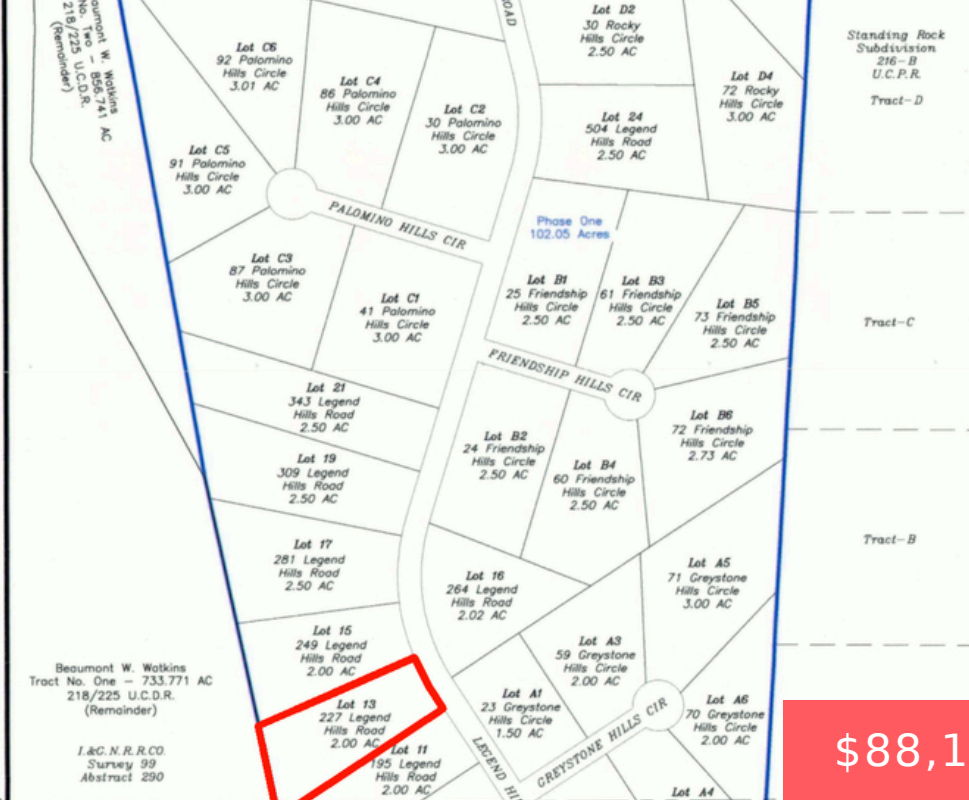 Beaumont W. Watkins
No. Two - 856.741 AC
218/225 U.C.D.R.
(Remainder)
OAD
Lot D2
30 Rocky
Hills Circle
2.50 AC
Standing Rock
Subdivision
216-B
U.C.P.R.
Tract-D
Lot C6
92 Palomino
Hills Circle
3.01 AC
Lot C4
86 Palomino
Hills Circle
3.00 AC
Lot C2
30 Palomino
Hills Circle
3.00 AC
Lot D4
72 Rocky
Hills Circle
3.00 AC
Lot 24
504 Legend
Hills Road
2.50 AC
Lot C5
91 Palomino
Hills Circle
3.00 AC
PALOMINO HILLS CIR
Phase One
102.05 Acres
Lot C3
87 Palomino
Hills Circle
3.00 AC
Lot C1
41 Palomino
Hills Circle
3.00 AC
Lot B1
25 Friendship
Hills Circle
2.50 AC
Lot B3
61 Friendship
Hills Circle
2.50 AC
Lot B5
73 Friendship
Hills Circle
2.50 AC
Tract-C
FRIENDSHIP HILLS CIR
Lot 21
343 Legend
Hills Road
2.50 AC
Lot B6
72 Friendship
Hills Circle
2.73 AC
Lot B2
24 Friendship
Hills Circle
2.50 AC
Lot 19
309 Legend
Hills Road
2.50 AC
Lot B4
60 Friendship
Hills Circle
2.50 AC
Tract-B
Lot 17
281 Legend
Hills Road
2.50 AC
Lot 16
264 Legend
Hills Road
2.02 AC
Lot A5
71 Greystone
Hills Circle
3.00 AC
Lot 15
249 Legend
Hills Road
2.00 AC
Lot A3
59 Greystone
Hills Circle
2.00 AC
Beaumont W. Watkins
Tract No. One - 733.771 AC
218/225 U.C.D.R.
(Remainder)
Lot 13
227 Legend
Hills Road
2.00 AC
Lot A1
23 Greystone
Hills Circle
1.50 AC
Lot A6
70 Greystone
Hills Circle
2.00 AC
GREYSTONE HILLS CIR
LEGEND HI
I.&G.N.R.R.CO.
Survey 99
Abstract 290
Lot 11
195 Legend
Hills Road
2.00 AC
Lot A4
$88,1